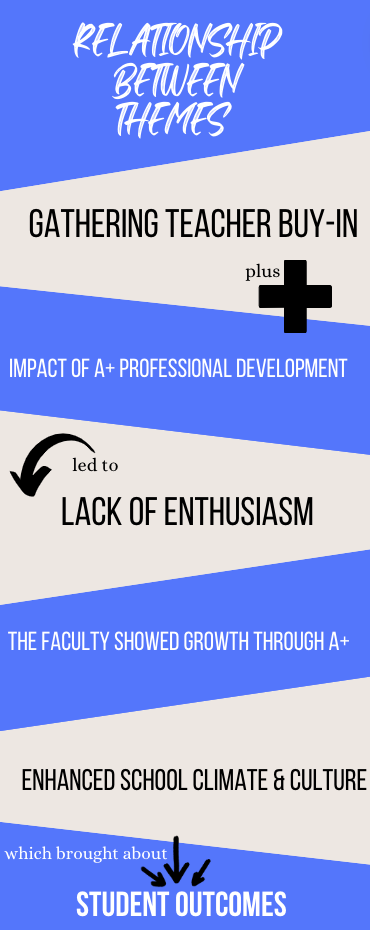 RELATIONSHIP
BETWEEN
THEMES
GATHERING TEACHER BUY-IN
plus
IMPACT OF A+ PROFESSIONAL DEVELOPMENT
led to
LACK OF ENTHUSIASM
THE FACULTY SHOWED GROWTH THROUGH A+
ENHANCED SCHOOL CLIMATE & CULTURE
which brought about
STUDENT OUTCOMES